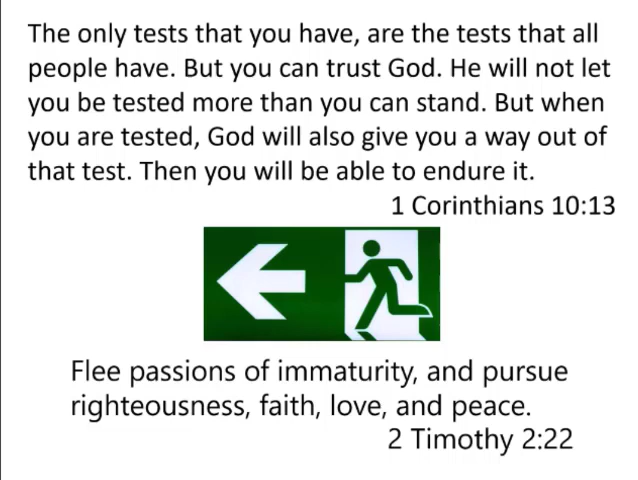 The only tests that you have, are the tests that all
people have. But you can trust God. He will not let
you be tested more than you can stand. But when
you are tested, God will also give you a way out of
that test. Then you will be able to endure it.
1 Corinthians 10:13
Flee passions of immaturity, and pursue
righteousness, faith, love, and peace.
2 Timothy 2:22